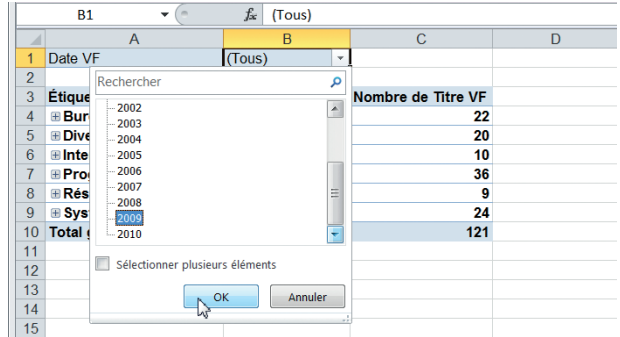 B1 fx (Tous)
A B C D
1 Date VF (Tous)
2 Rechercher
3 Étique Nombre de Titre VF
4 Bur 22
5 Dive 20
6 Inte 10
7 Pro 36
8 Rés 9
9 Sys 24
10 Total 121
2002
2003
2004
2005
2006
2007
2008
2009
2010
11
12 Sélectionner plusieurs éléments
13
14 OK Annuler
15